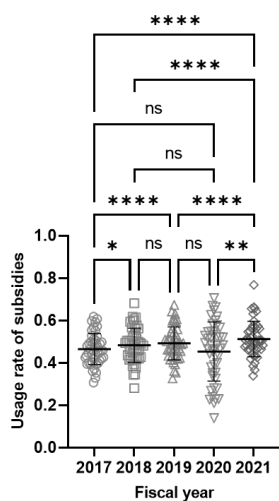 ****
****
ns
ns
**** ****
* ns ns **
1.0
0.8
0.6
0.4
0.2
0.0
Usage rate of subsidies
2017 2018 2019 2020 2021
Fiscal year